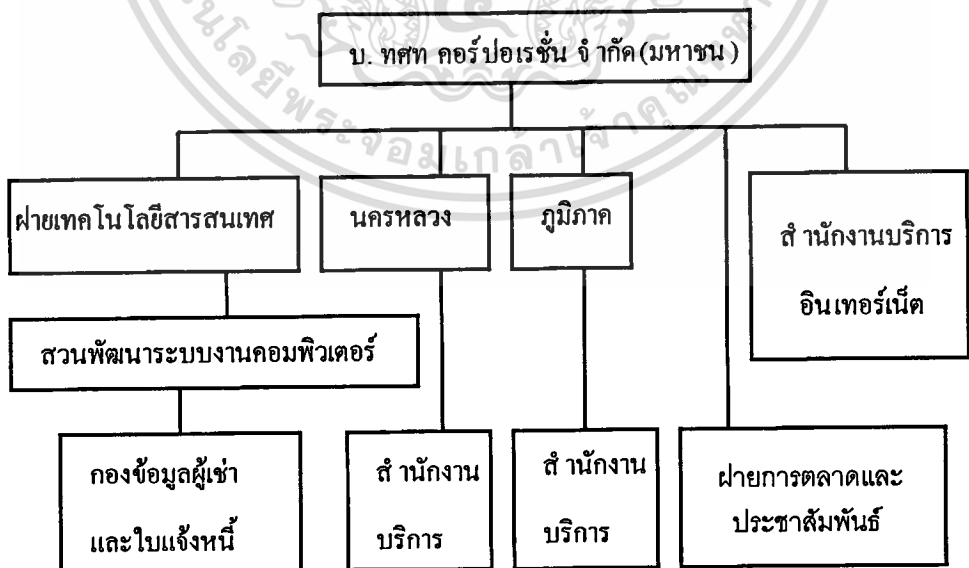 บ. ทศท คอร์ปอเรชั่น จำกัด(มหาชน)
ฝ่ายเทคโนโลยีสารสนเทศ
นครหลวง
ภูมิภาค
สำนักงานบริการ
อินเทอร์เน็ต
สวนพัฒนาระบบงานคอมพิวเตอร์
กองข้อมูลผู้เช่า
และใบแจ้งหนี้
สำนักงาน
บริการ
สำนักงาน
บริการ
ฝ่ายการตลาดและ
ประชาสัมพันธ์